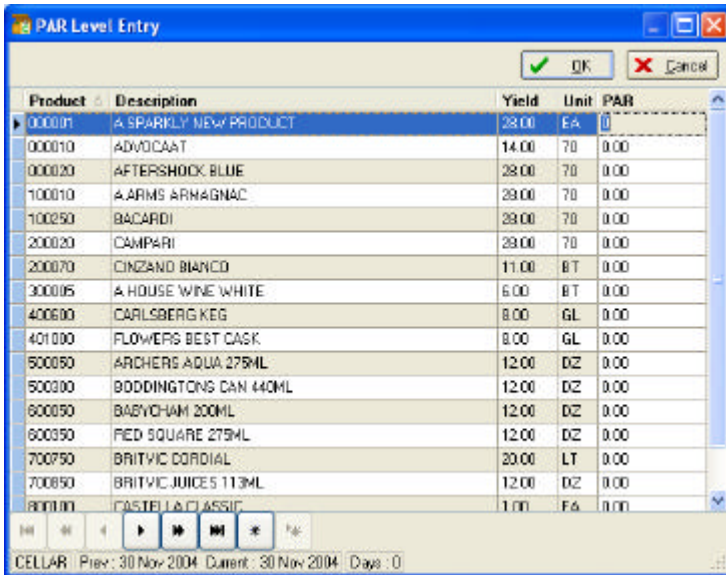 PAR Level Entry
OK Cancel
Product Description Yield Unit PAR
000001 A SPARKLY NEW PRODUCT 28.00 EA 0
000010 ADVOCAAT 14.00 70 0.00
000020 AFTERSHOCK BLUE 28.00 70 0.00
100010 A.ARMS ARMAGNAC 28.00 70 0.00
100250 BACARDI 28.00 70 0.00
200020 CAMPARI 28.00 70 0.00
200070 CINZANO BIANCO 11.00 BT 0.00
300005 A HOUSE WINE WHITE 6.00 BT 0.00
400600 CARLSBERG KEG 8.00 GL 0.00
401000 FLOWERS BEST CASK 8.00 GL 0.00
500050 ARCHERS AQUA 275ML 12.00 DZ 0.00
500300 BODDINGTONS CAN 440ML 12.00 DZ 0.00
600050 BABYCHAM 200ML 12.00 DZ 0.00
600350 RED SQUARE 275ML 12.00 DZ 0.00
700750 BRITVIC CORDIAL 20.00 LT 0.00
700850 BRITVIC JUICES 113ML 12.00 DZ 0.00
800100 CASTELLA CLASSIC 1.00 EA 0.00
CELLAR Prev : 30 Nov 2004 Current : 30 Nov 2004 Days : 0